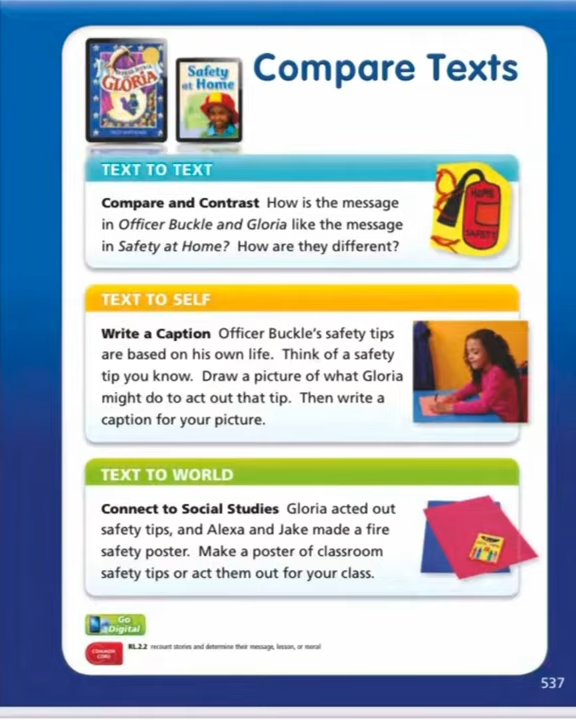 GLORIA
Safety
at Home
Compare Texts
TEXT TO TEXT
Compare and Contrast How is the message
in Officer Buckle and Gloria like the message
in Safety at Home? How are they different?
HOME
SAFETY
TEXT TO SELF
Write a Caption Officer Buckle's safety tips
are based on his own life. Think of a safety
tip you know. Draw a picture of what Gloria
might do to act out that tip. Then write a
caption for your picture.
TEXT TO WORLD
Connect to Social Studies Gloria acted out
safety tips, and Alexa and Jake made a fire
safety poster. Make a poster of classroom
safety tips or act them out for your class.
Go
Digital
COMMON
CORE
RL.2.2 recount stories and determine their message, lesson, or moral
537